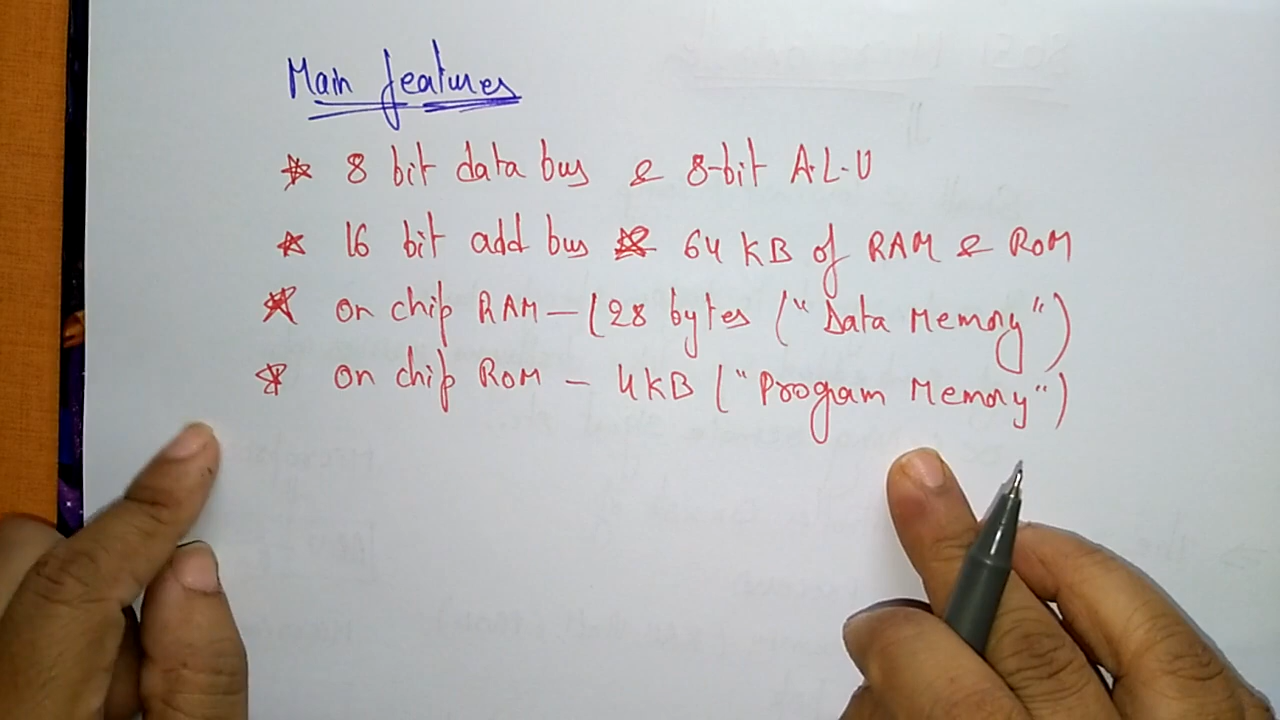 Main features
* 8 bit data bus & 8-bit A.L.U
* 16 bit add bus 64 KB of RAM & ROM
* on chip RAM - 128 bytes ("Data Memory")
* on chip ROM - 4KB ("Program Memory")